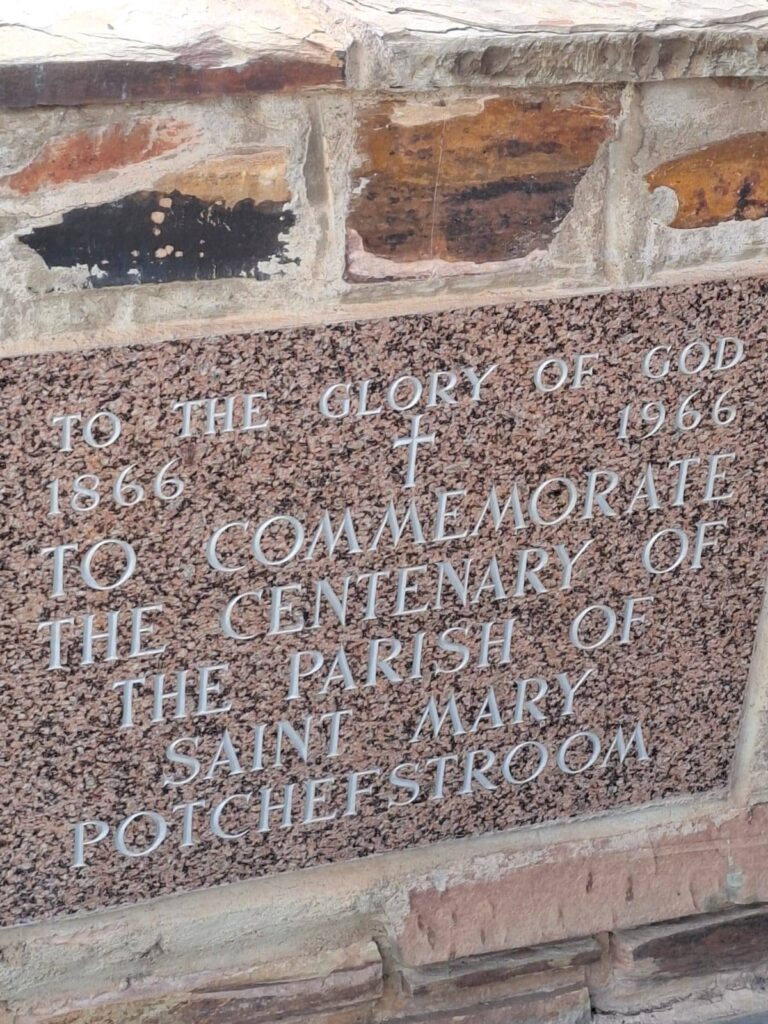 TO THE GLORY OF GOD
1866 † 1966
TO COMMEMORATE
THE CENTENARY OF
THE PARISH OF
SAINT MARY
POTCHEFSTROOM